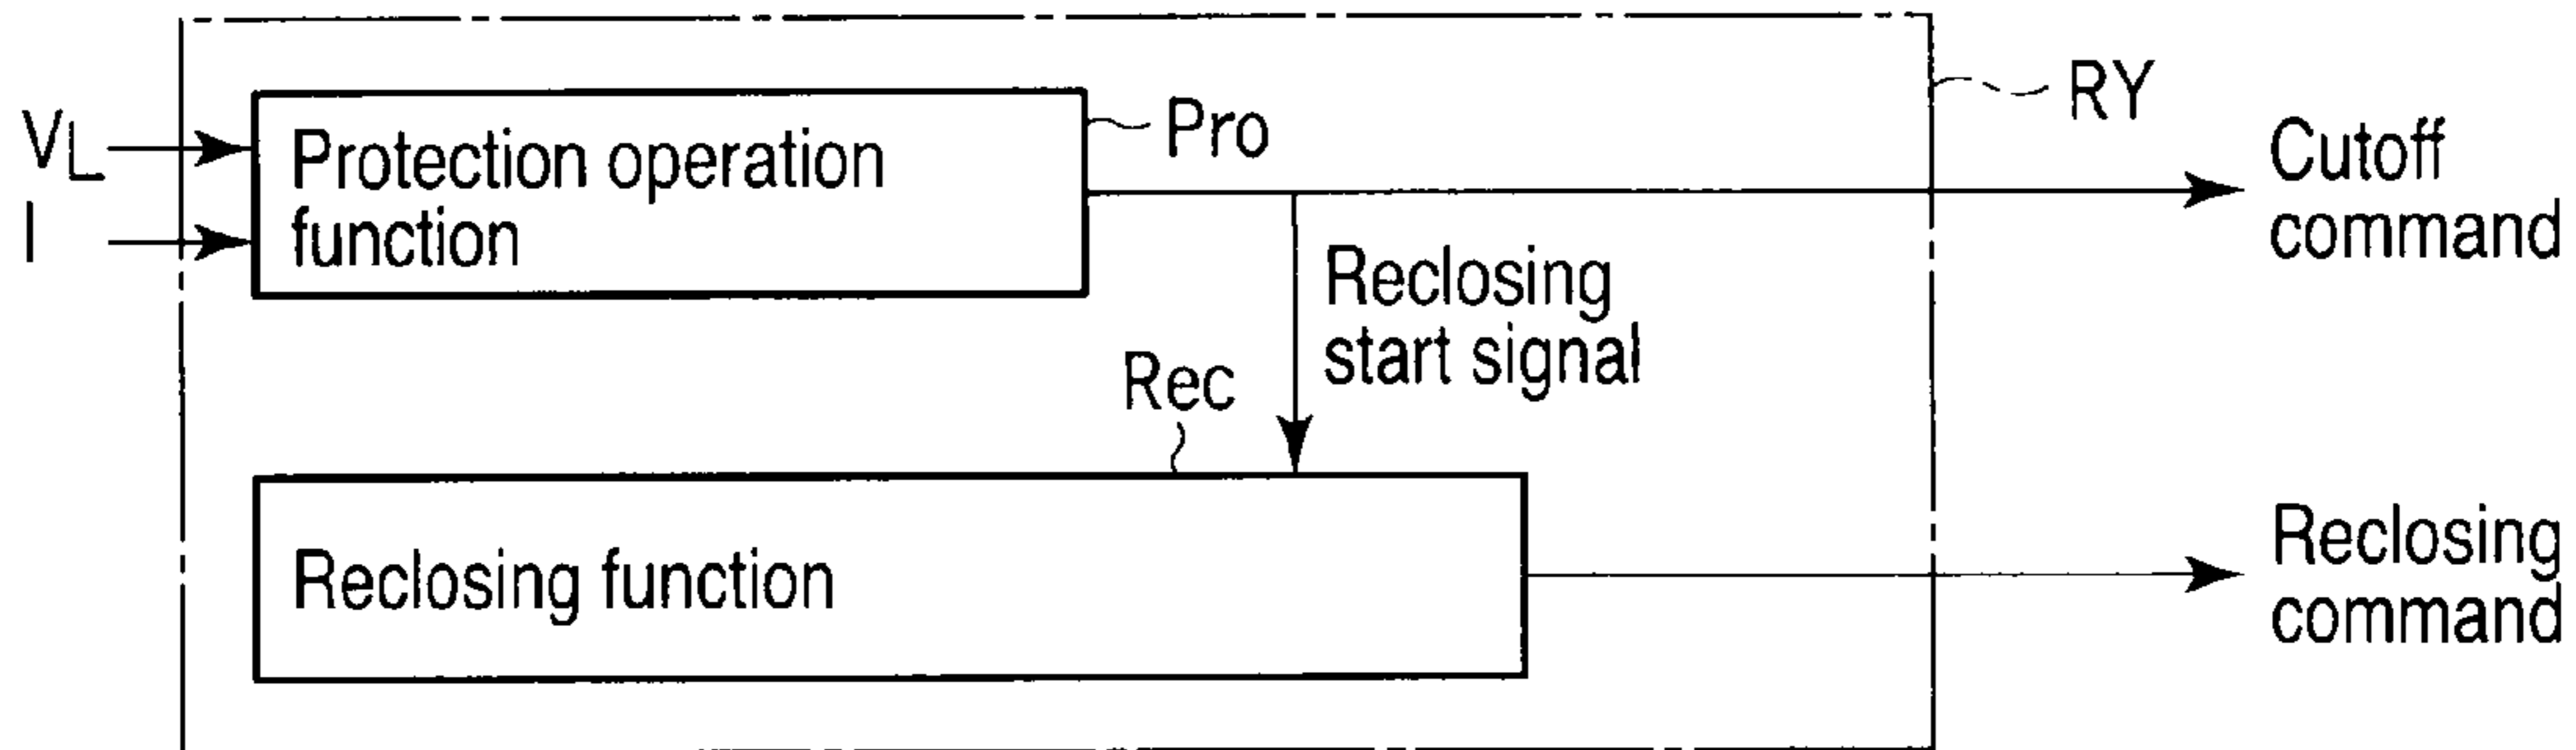 VL
I
Protection operation
function
Pro
RY
Cutoff
command
Reclosing
start signal
Rec
Reclosing function
Reclosing
command